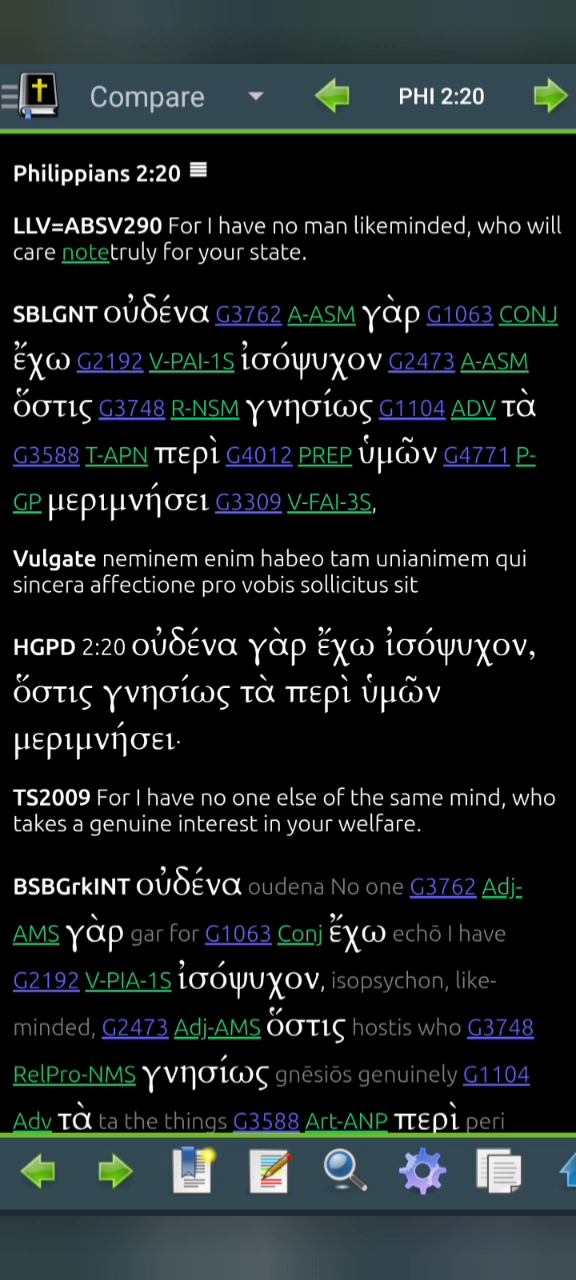 Compare
PHI 2:20
Philippians 2:20
LLV=ABSV290 For I have no man likeminded, who will
care notetruly for your state.
SBLGNT οὐδένα G3762 A-ASM γὰρ G1063 CONJ
ἔχω G2192 V-PAI-1S ἰσόψυχον G2473 A-ASM
ὅστις G3748 R-NSM γνησίως G1104 ADV τὰ
G3588 T-APN περὶ G4012 PREP ὑμῶν G4771 P-
GP μεριμνήσει G3309 V-FAI-3S,
Vulgate neminem enim habeo tam unianimem qui
sincera affectione pro vobis sollicitus sit
HGPD 2:20 οὐδένα γὰρ ἔχω ἰσόψυχον,
ὅστις γνησίως τὰ περὶ ὑμῶν
μεριμνήσει·
TS2009 For I have no one else of the same mind, who
takes a genuine interest in your welfare.
BSBGrkINT οὐδένα oudena No one G3762 Adj-
AMS γὰρ gar for G1063 Conj ἔχω echō I have
G2192 V-PIA-1S ἰσόψυχον, isopsychon, like-
minded, G2473 Adj-AMS ὅστις hostis who G3748
RelPro-NMS γνησίως gnēsiōs genuinely G1104
Adv τὰ ta the things G3588 Art-ANP περὶ peri